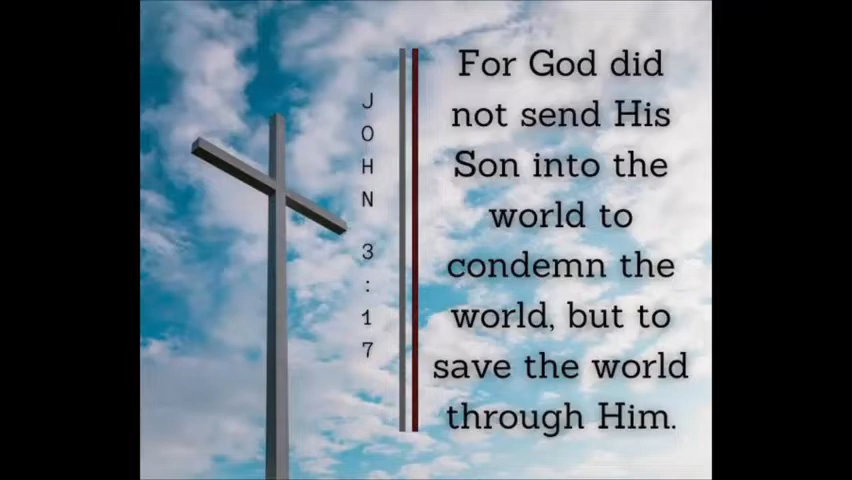 JOHN 3:17
For God did
not send His
Son into the
world to
condemn the
world, but to
save the world
through Him.